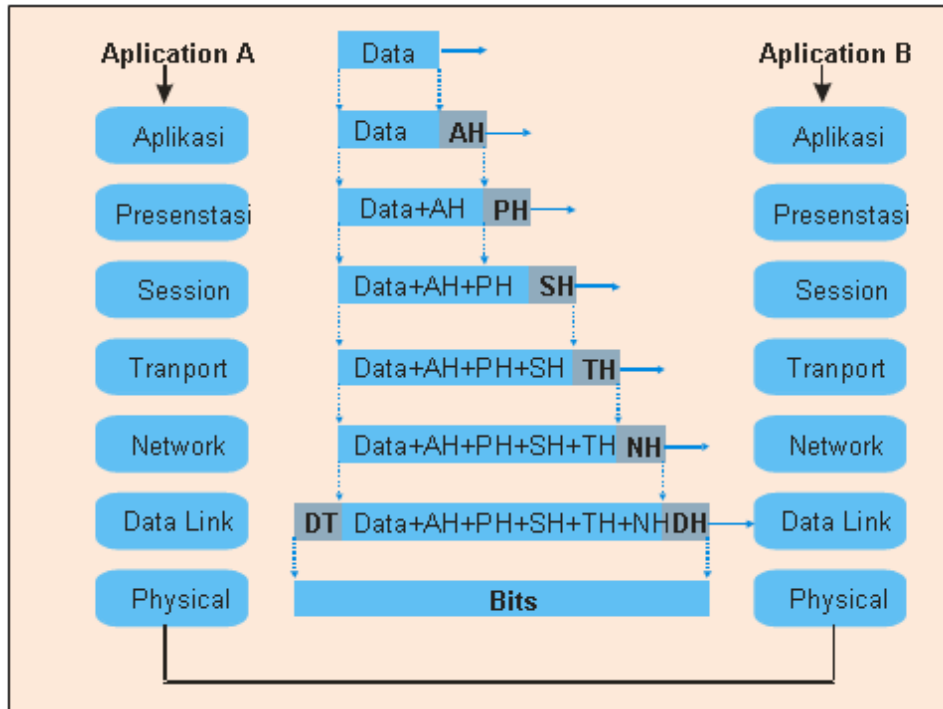 Aplication A Data Aplication B
Aplikasi Data AH Aplikasi
Presenstasi Data+AH PH Presenstasi
Session Data+AH+PH SH Session
Tranport Data+AH+PH+SH TH Tranport
Network Data+AH+PH+SH+TH NH Network
Data Link DT Data+AH+PH+SH+TH+NH DH Data Link
Physical Bits Physical